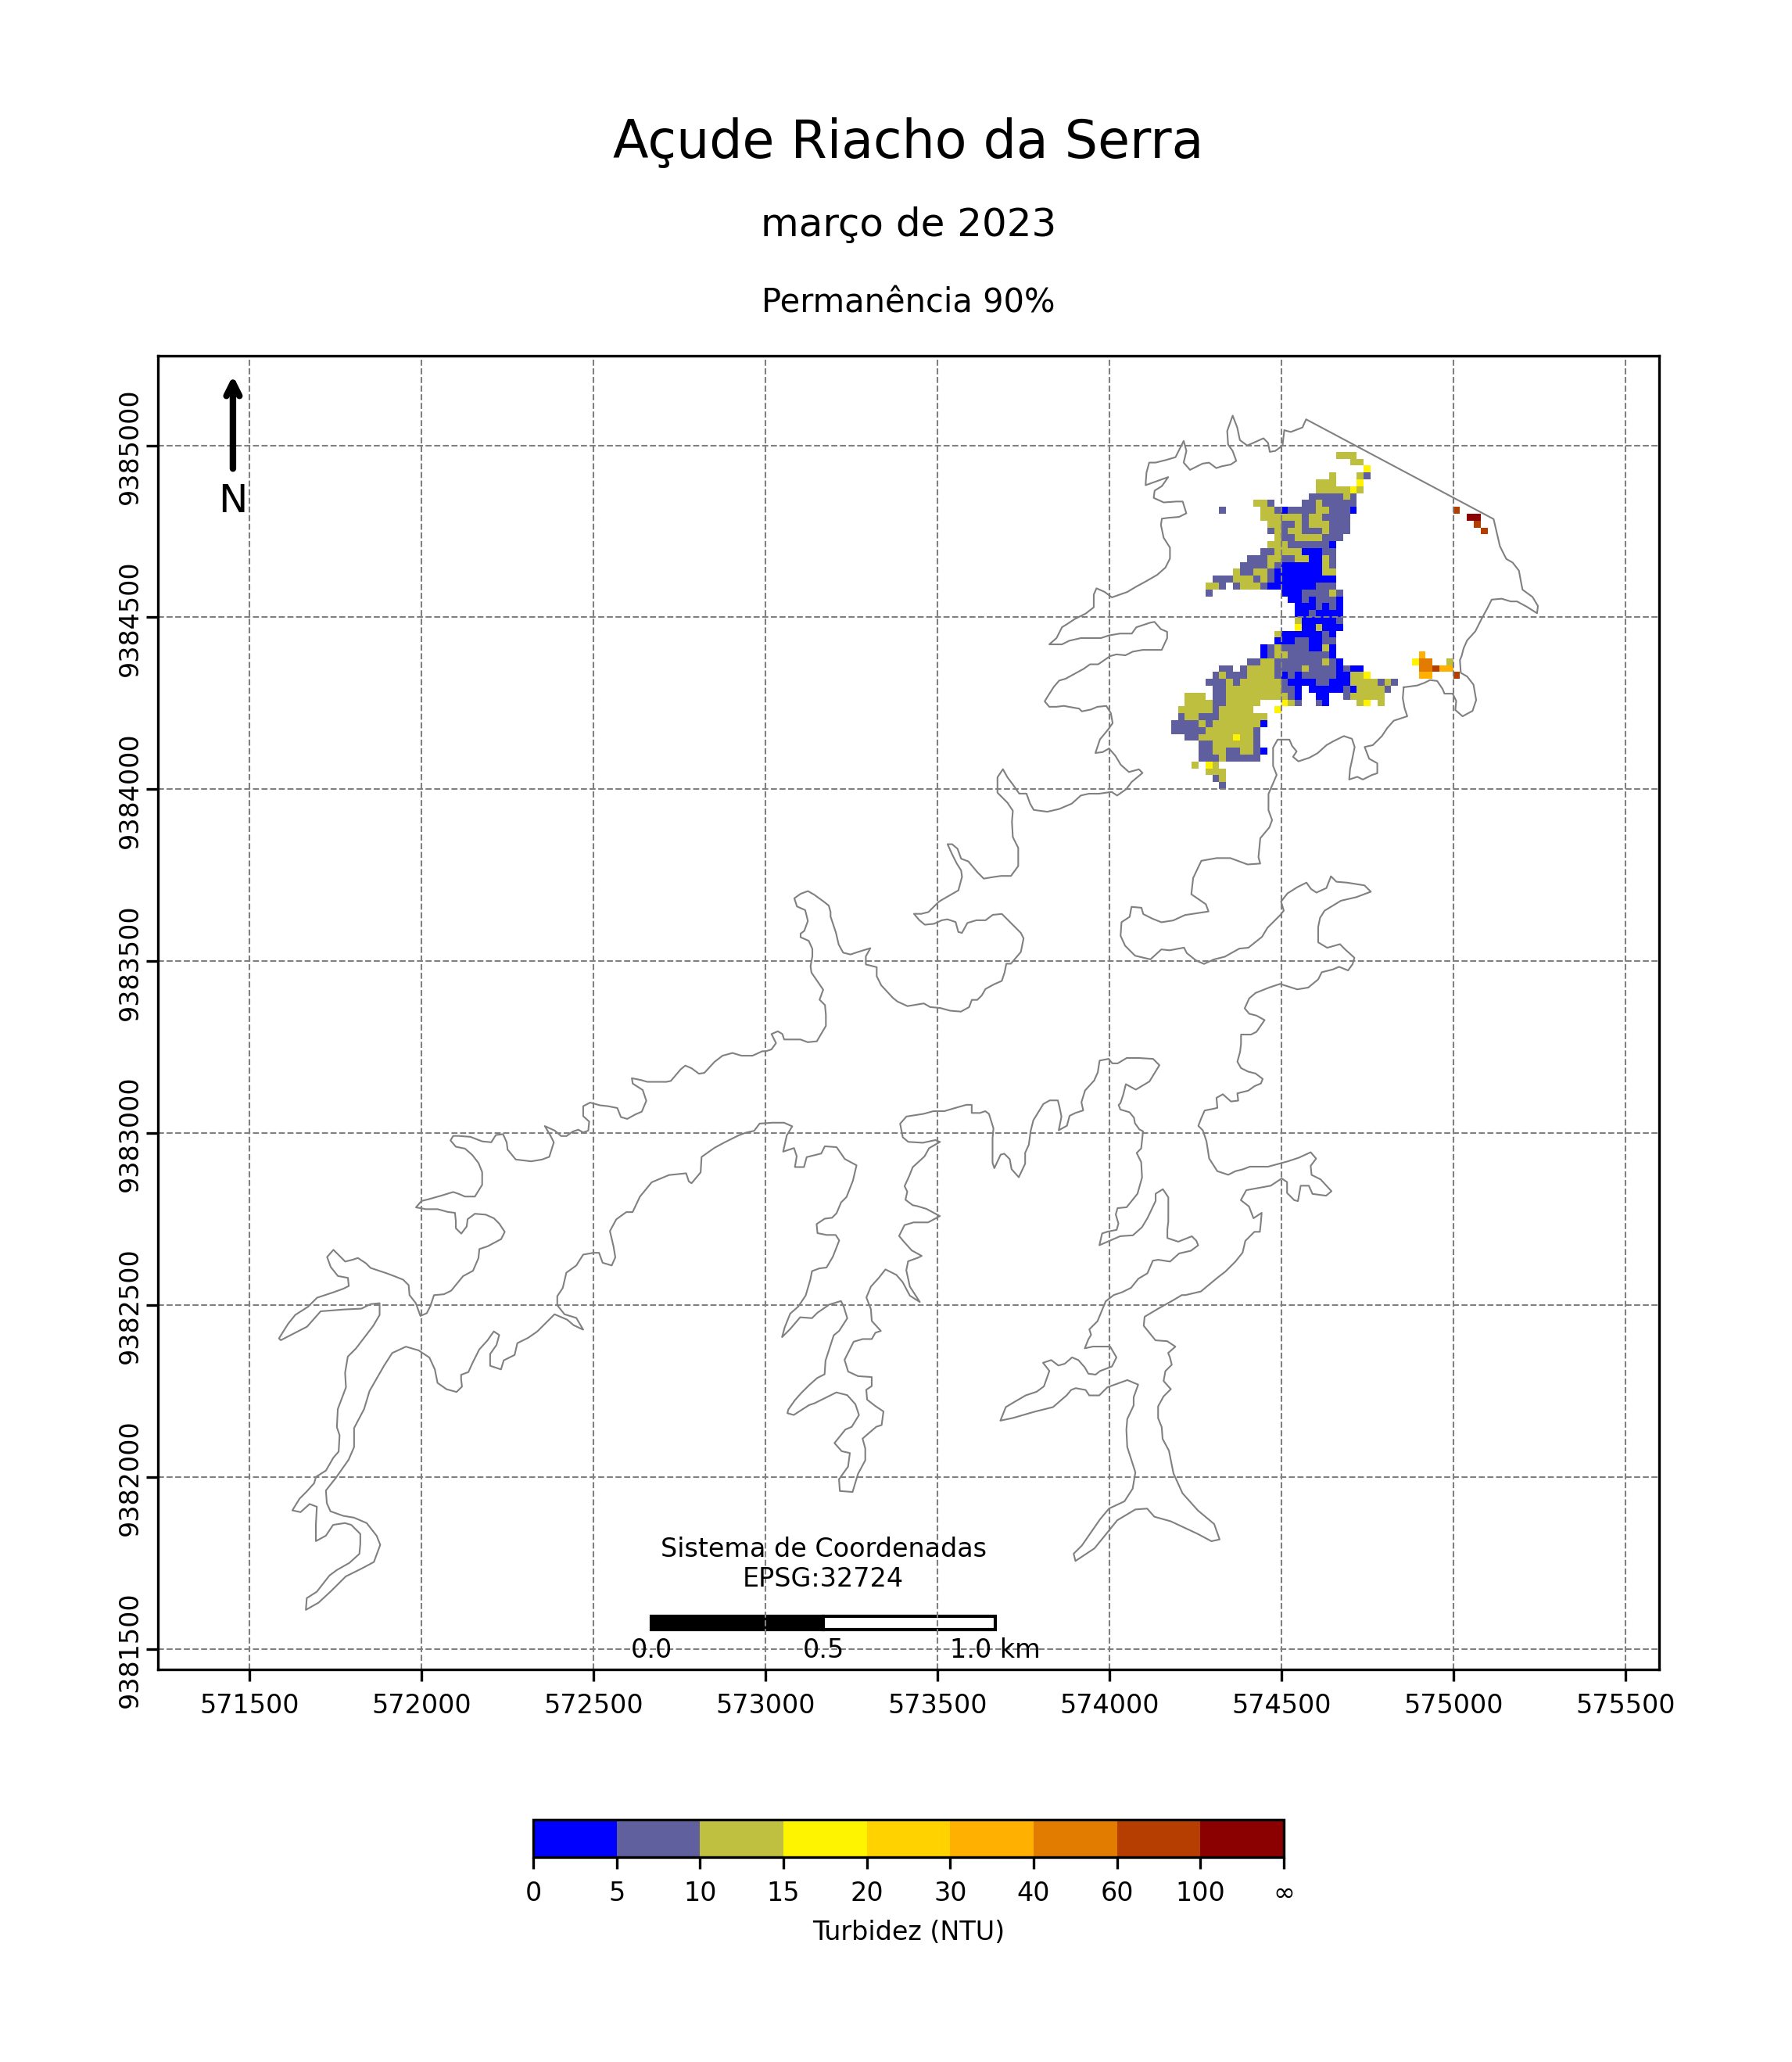 Açude Riacho da Serra
março de 2023
Permanência 90%
N
9385000
9384500
9384000
9383500
9383000
9382500
9382000
9381500
Sistema de Coordenadas
EPSG:32724
0.0 0.5 1.0 km
571500 572000 572500 573000 573500 574000 574500 575000 575500
0 5 10 15 20 30 40 60 100 ∞
Turbidez (NTU)